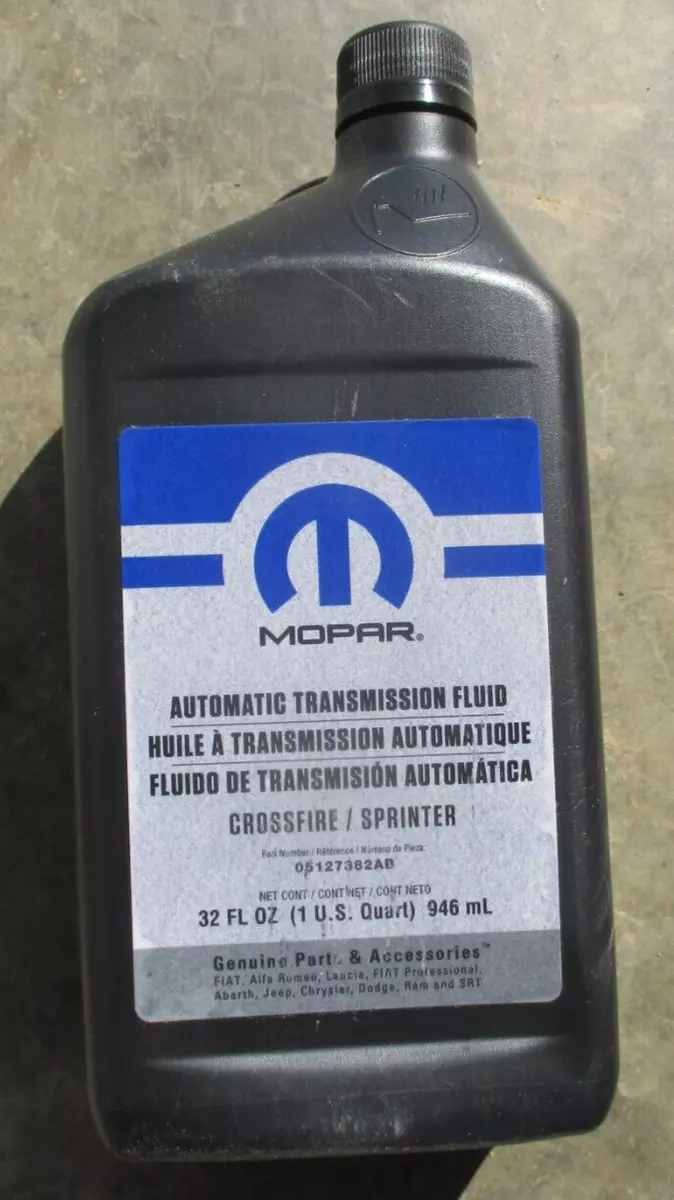 MOPAR®
AUTOMATIC TRANSMISSION FLUID
HUILE À TRANSMISSION AUTOMATIQUE
FLUIDO DE TRANSMISIÓN AUTOMÁTICA
CROSSFIRE / SPRINTER
Part Number / Référence / Número de Pieza:
05127382AB
NET CONT / CONT NET / CONT NETO
32 FL OZ (1 U.S. Quart) 946 mL
Genuine Parts & Accessories™
FIAT, Alfa Romeo, Lancia, FIAT Professional,
Abarth, Jeep, Chrysler, Dodge, Ram and SRT